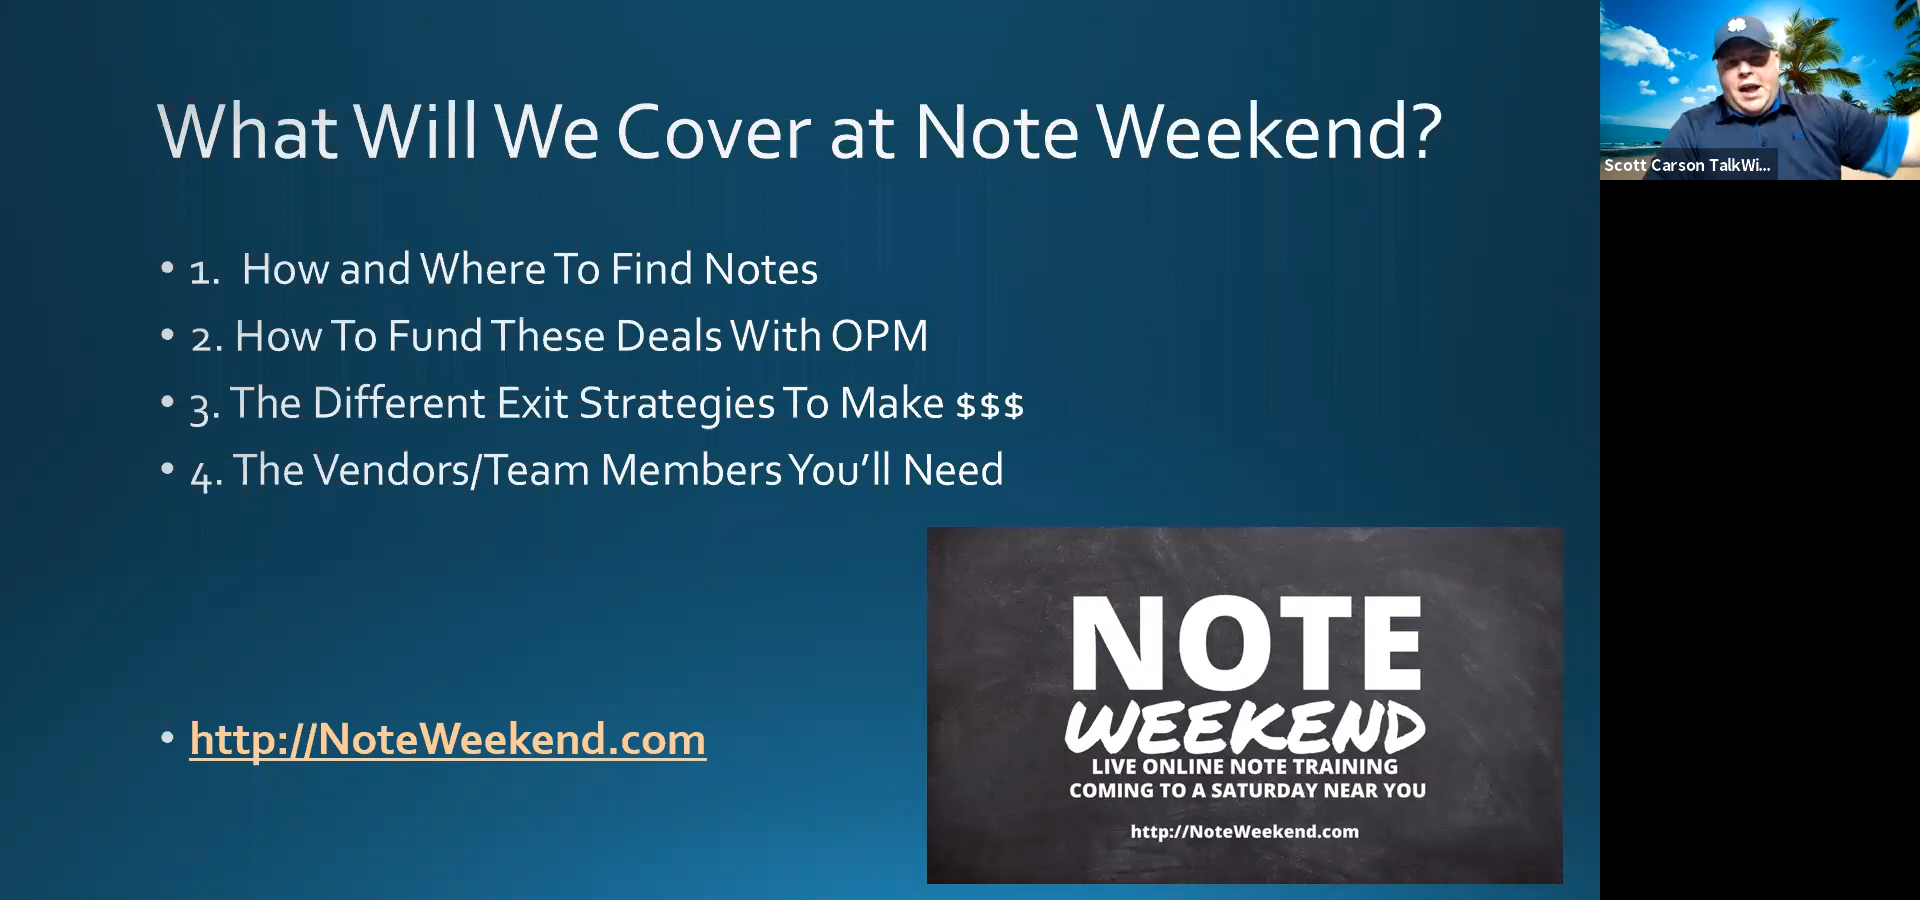 What Will We Cover at Note Weekend?
• 1. How and Where To Find Notes
• 2. How To Fund These Deals With OPM
• 3. The Different Exit Strategies To Make $$$
• 4. The Vendors/Team Members You’ll Need
• http://NoteWeekend.com
NOTE
WEEKEND
LIVE ONLINE NOTE TRAINING
COMING TO A SATURDAY NEAR YOU
http://NoteWeekend.com
Scott Carson TalkWi...